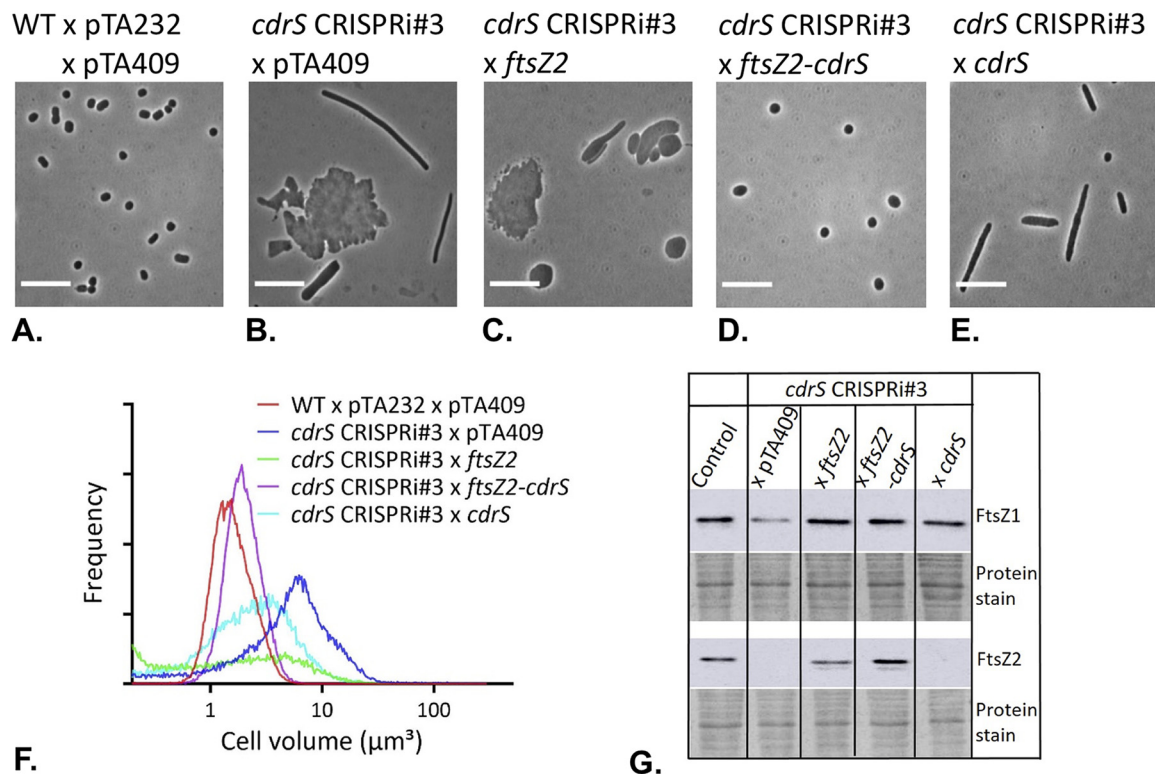 WT x pTA232
x pTA409
cdrS CRISPRi#3
x pTA409
cdrS CRISPRi#3
x ftsZ2
cdrS CRISPRi#3
x ftsZ2-cdrS
cdrS CRISPRi#3
x cdrS
A.
B.
C.
D.
E.
WT x pTA232 x pTA409
cdrS CRISPRi#3 x pTA409
cdrS CRISPRi#3 x ftsZ2
cdrS CRISPRi#3 x ftsZ2-cdrS
cdrS CRISPRi#3 x cdrS
Frequency
1
10
100
Cell volume (µm³)
F.
cdrS CRISPRi#3
Control
x pTA409
x ftsZ2
x ftsZ2
-cdrS
x cdrS
FtsZ1
Protein
stain
FtsZ2
Protein
stain
G.